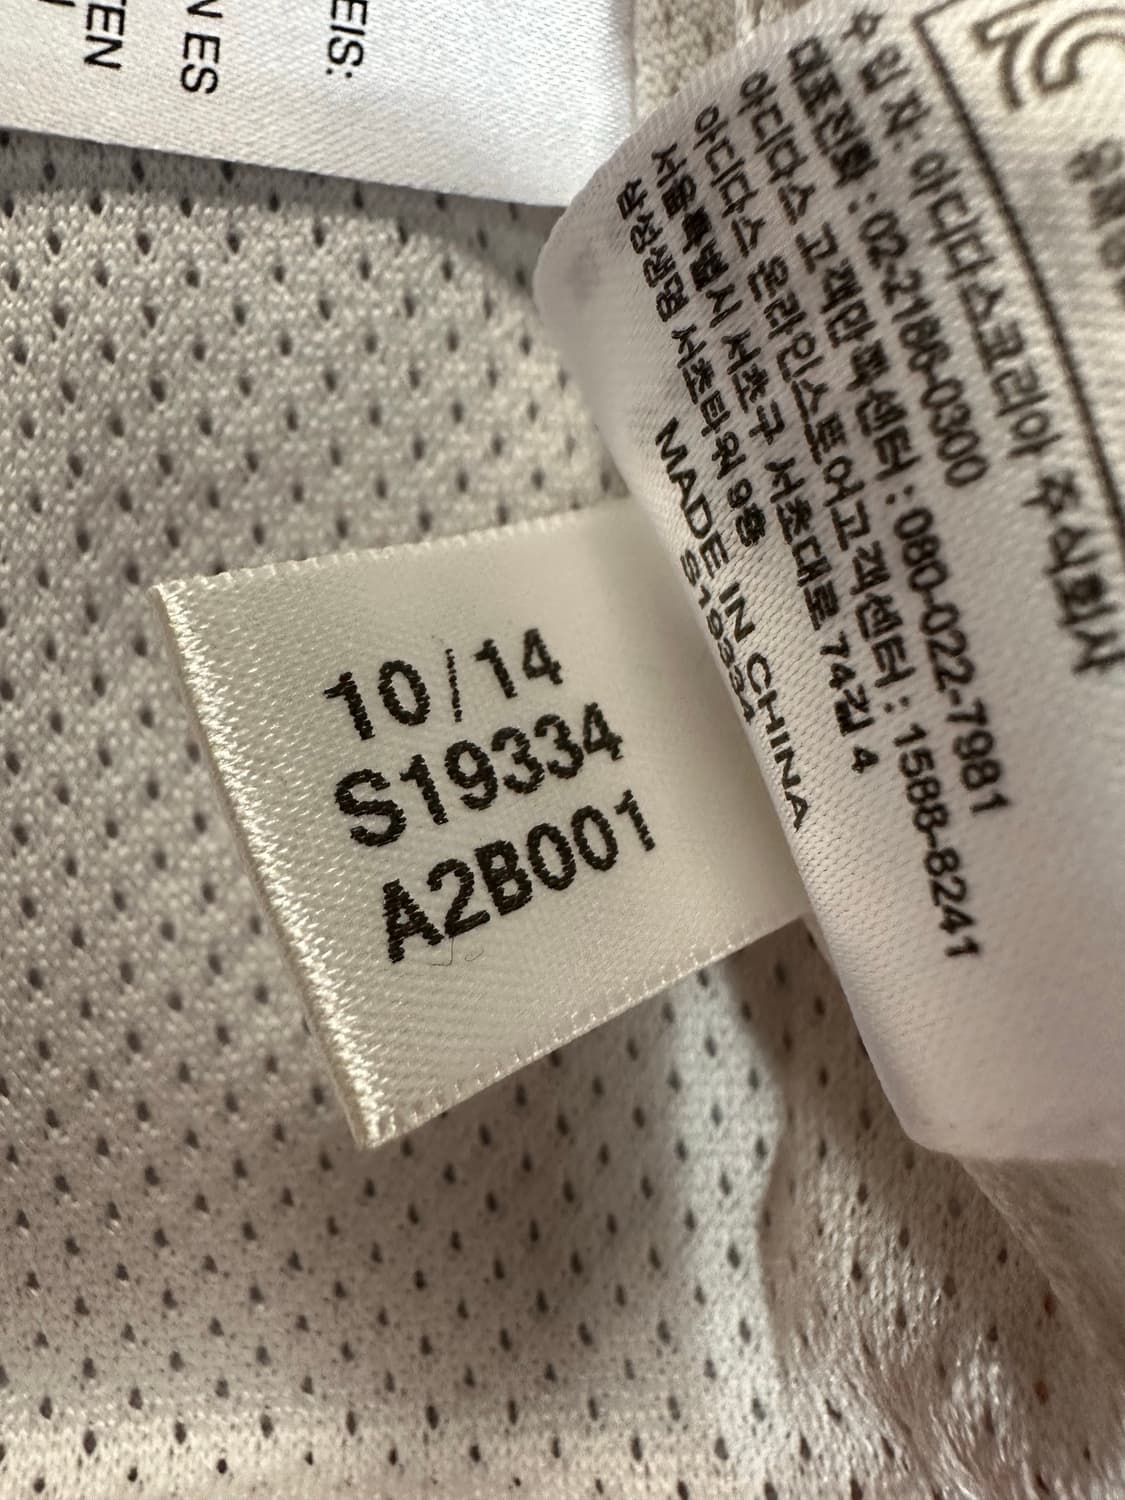 TEN
N ES
EIS:
수 입 자: 아디다스코리아 주식회사
대표전화 : 02-2186-0300
아디다스 고객만족센터 : 080-022-7981
아디다스 온라인스토어고객센터 : 1588-8241
서울특별시 서초구 서초대로 74길 4
삼성생명 서초타워 9층
MADE IN CHINA
S19334
10/14
S19334
A2B001